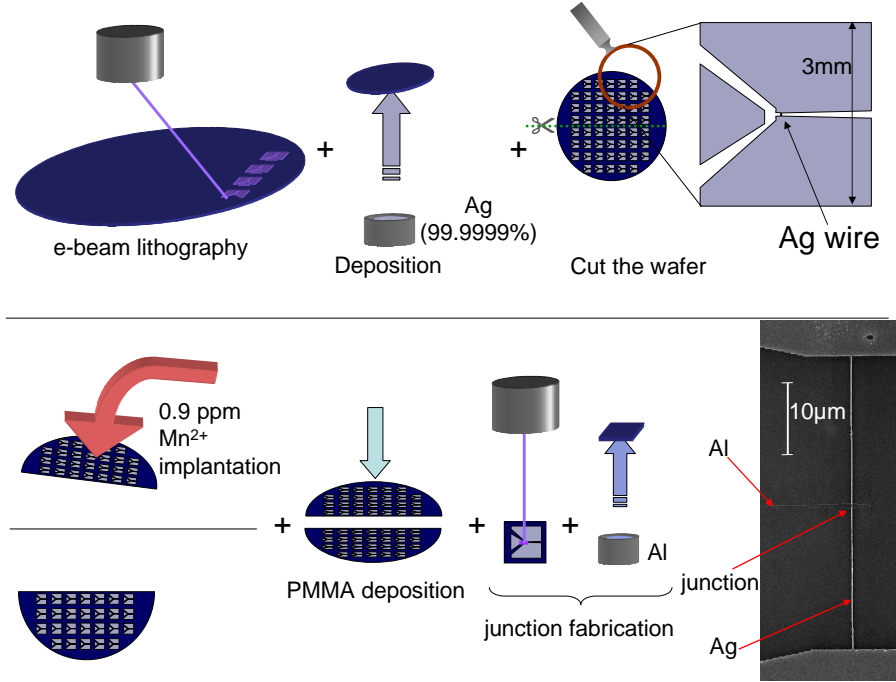 3mm
+
+
Ag
(99.9999%)
e-beam lithography
Deposition
Cut the wafer
Ag wire
0.9 ppm
Mn²⁺
implantation
10µm
Al
+
+
+
Al
PMMA deposition
junction
junction fabrication
Ag